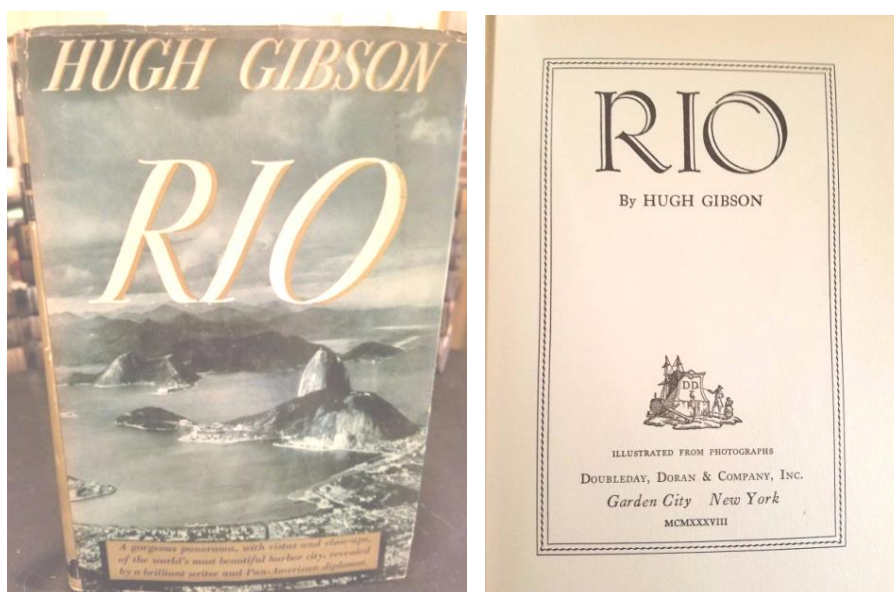 HUGH GIBSON
RIO
A gorgeous panorama, with vistas and close-ups,
of the world's most beautiful harbor city, revealed
by a brilliant writer and Pan-American diplomat.
RIO
By HUGH GIBSON
D D
ILLUSTRATED FROM PHOTOGRAPHS
DOUBLEDAY, DORAN & COMPANY, INC.
Garden City New York
MCMXXXVIII